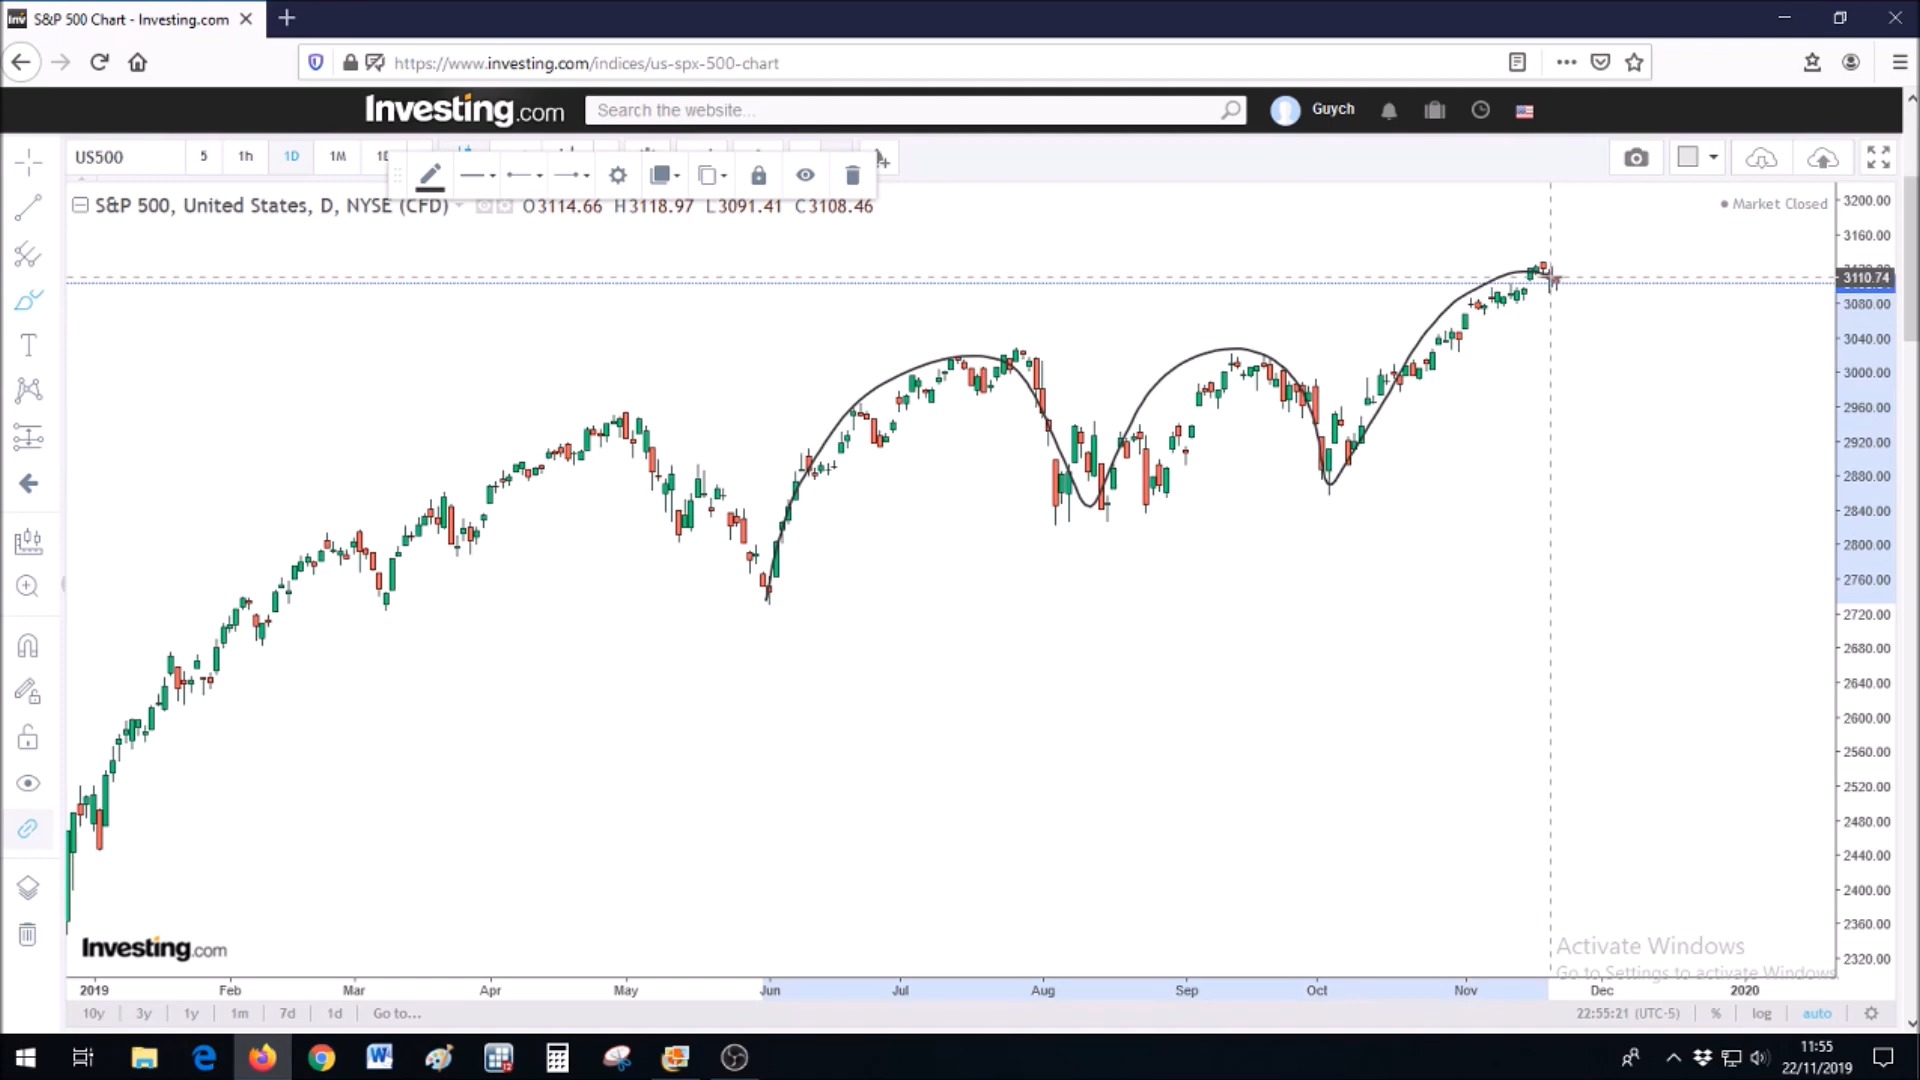 S&P 500 Chart - Investing.com
https://www.investing.com/indices/us-spx-500-chart
Investing.com
Search the website...
Guych
US500
5
1h
1D
1M
S&P 500, United States, D, NYSE (CFD)
O3114.66 H3118.97 L3091.41 C3108.46
Market Closed
3200.00
3160.00
3110.74
3080.00
3040.00
3000.00
2960.00
2920.00
2880.00
2840.00
2800.00
2760.00
2720.00
2680.00
2640.00
2600.00
2560.00
2520.00
2480.00
2440.00
2400.00
2360.00
2320.00
Investing.com
Activate Windows
Go to Settings to activate Windows.
2019 Feb Mar Apr May Jun Jul Aug Sep Oct Nov Dec 2020
10y 3y 1y 1m 7d 1d Go to...
22:55:21 (UTC-5) % log auto
11:55
22/11/2019